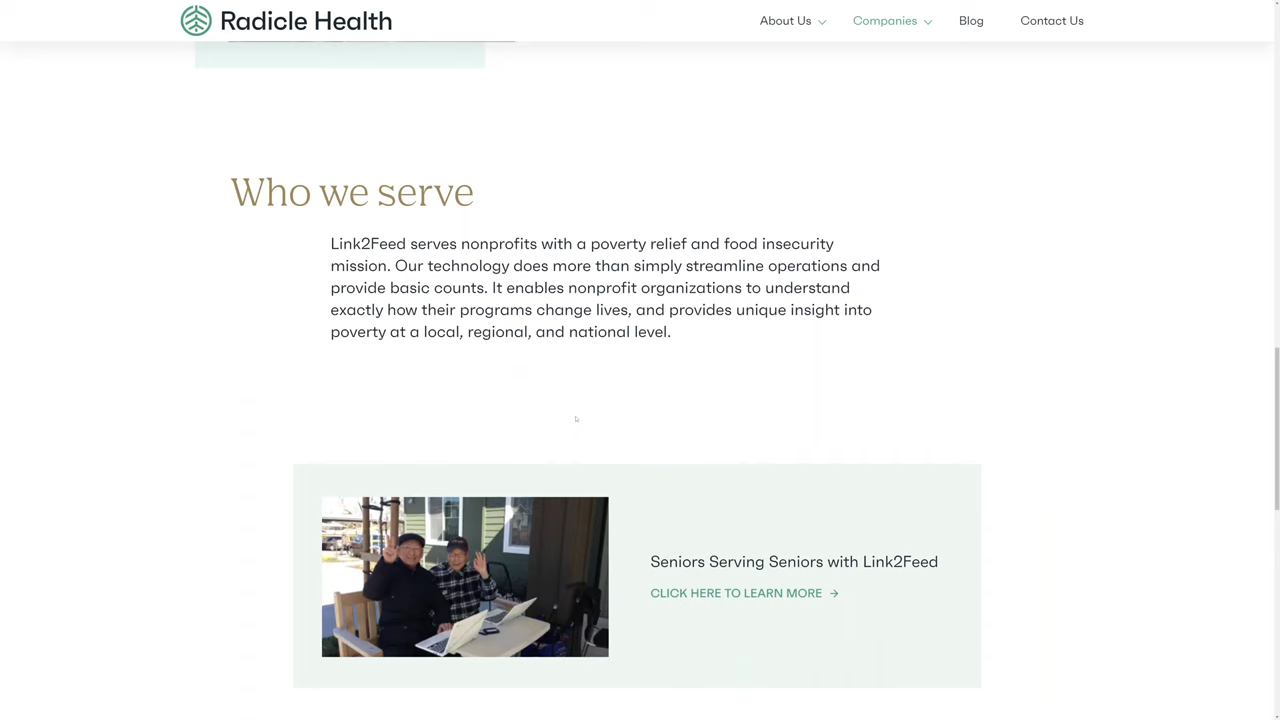 Radicle Health
About Us
Companies
Blog
Contact Us
Who we serve
Link2Feed serves nonprofits with a poverty relief and food insecurity
mission. Our technology does more than simply streamline operations and
provide basic counts. It enables nonprofit organizations to understand
exactly how their programs change lives, and provides unique insight into
poverty at a local, regional, and national level.
Seniors Serving Seniors with Link2Feed
CLICK HERE TO LEARN MORE →